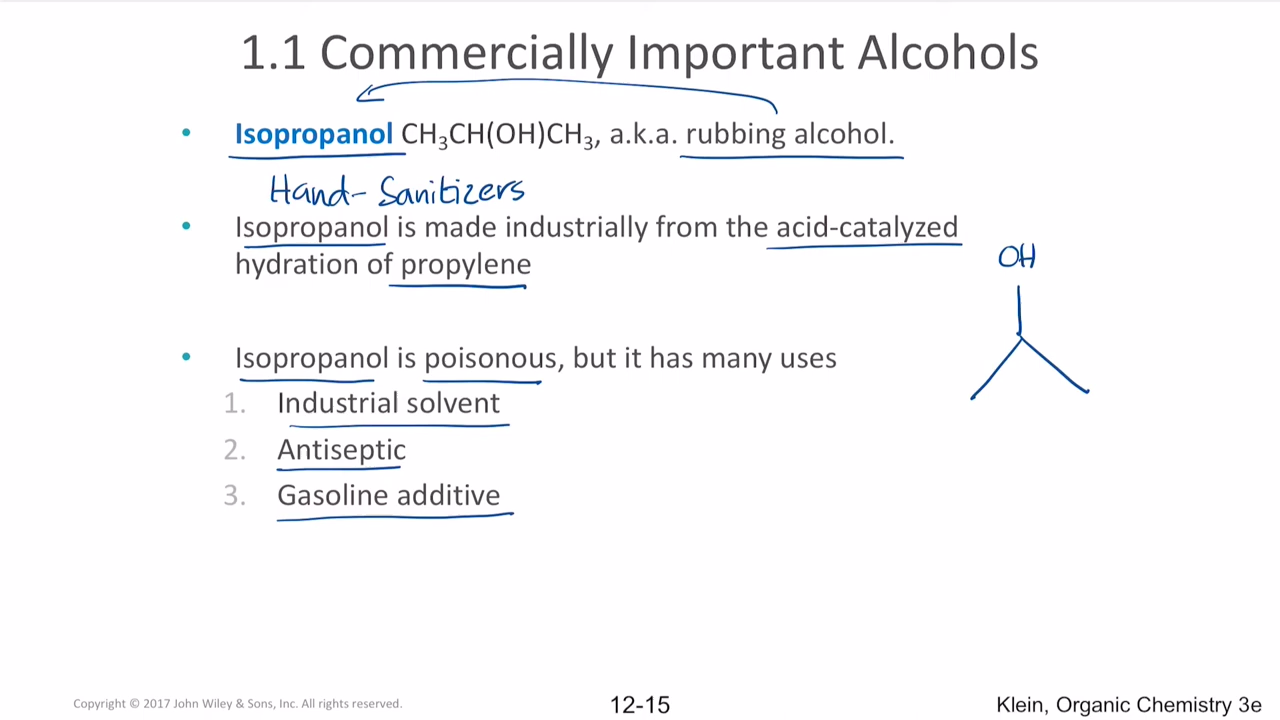 1.1 Commercially Important Alcohols
• Isopropanol CH₃CH(OH)CH₃, a.k.a. rubbing alcohol.
Hand-Sanitizers
• Isopropanol is made industrially from the acid-catalyzed
hydration of propylene
OH
• Isopropanol is poisonous, but it has many uses
1. Industrial solvent
2. Antiseptic
3. Gasoline additive
Copyright © 2017 John Wiley & Sons, Inc. All rights reserved.
12-15
Klein, Organic Chemistry 3e